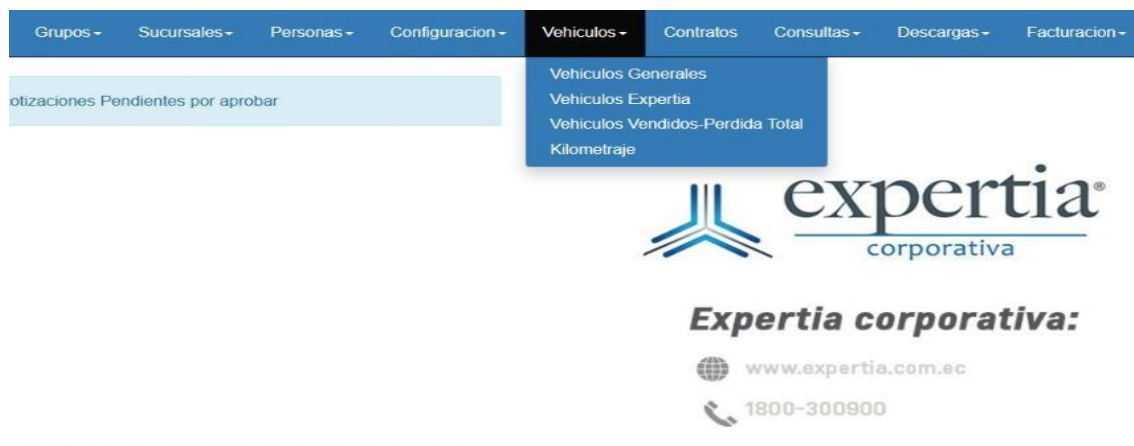 Grupos Sucursales Personas Configuracion Vehiculos Contratos Consultas Descargas Facturacion
otizaciones Pendientes por aprobar
Vehiculos Generales
Vehiculos Expertia
Vehiculos Vendidos-Perdida Total
Kilometraje
expertia®
corporativa
Expertia corporativa:
www.expertia.com.ec
1800-300900